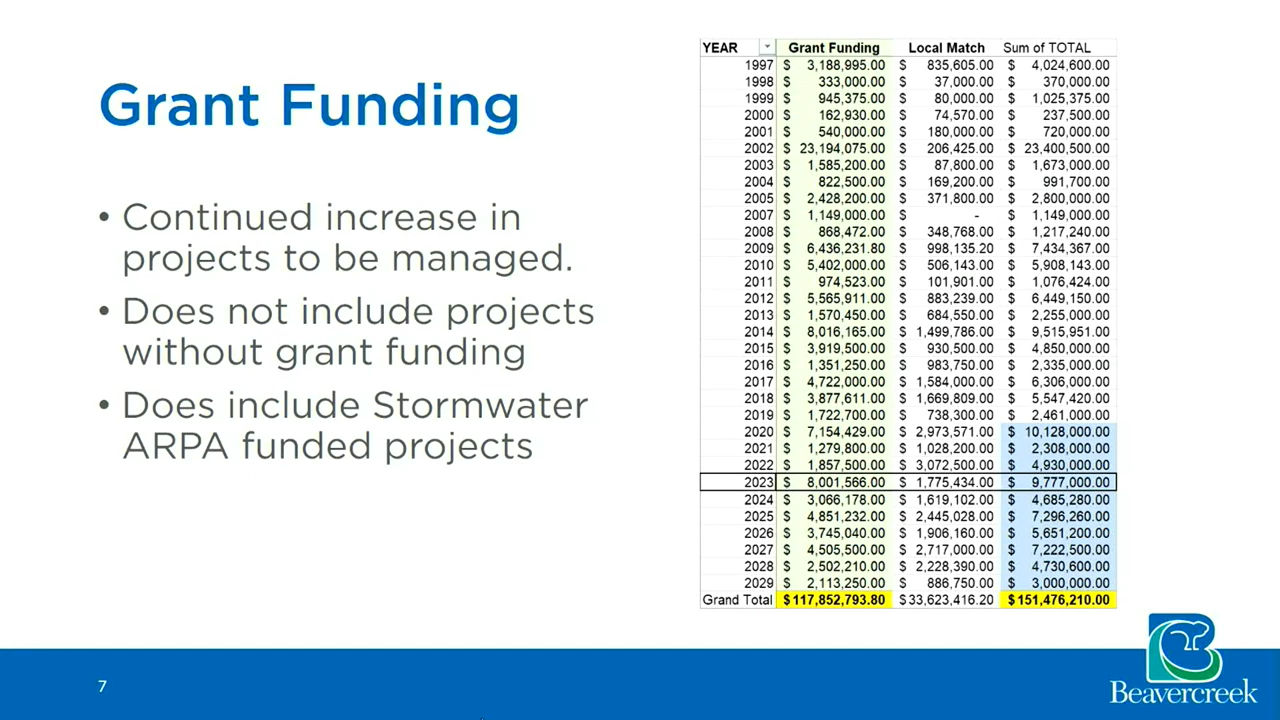 Grant Funding
• Continued increase in
projects to be managed.
• Does not include projects
without grant funding
• Does include Stormwater
ARPA funded projects
YEAR Grant Funding Local Match Sum of TOTAL
1997 $ 3,188,995.00 $ 835,605.00 $ 4,024,600.00
1998 $ 333,000.00 $ 37,000.00 $ 370,000.00
1999 $ 945,375.00 $ 80,000.00 $ 1,025,375.00
2000 $ 162,930.00 $ 74,570.00 $ 237,500.00
2001 $ 540,000.00 $ 180,000.00 $ 720,000.00
2002 $ 23,194,075.00 $ 206,425.00 $ 23,400,500.00
2003 $ 1,585,200.00 $ 87,800.00 $ 1,673,000.00
2004 $ 822,500.00 $ 169,200.00 $ 991,700.00
2005 $ 2,428,200.00 $ 371,800.00 $ 2,800,000.00
2007 $ 1,149,000.00 $ - $ 1,149,000.00
2008 $ 868,472.00 $ 348,768.00 $ 1,217,240.00
2009 $ 6,436,231.80 $ 998,135.20 $ 7,434,367.00
2010 $ 5,402,000.00 $ 506,143.00 $ 5,908,143.00
2011 $ 974,523.00 $ 101,901.00 $ 1,076,424.00
2012 $ 5,565,911.00 $ 883,239.00 $ 6,449,150.00
2013 $ 1,570,450.00 $ 684,550.00 $ 2,255,000.00
2014 $ 8,016,165.00 $ 1,499,786.00 $ 9,515,951.00
2015 $ 3,919,500.00 $ 930,500.00 $ 4,850,000.00
2016 $ 1,351,250.00 $ 983,750.00 $ 2,335,000.00
2017 $ 4,722,000.00 $ 1,584,000.00 $ 6,306,000.00
2018 $ 3,877,611.00 $ 1,669,809.00 $ 5,547,420.00
2019 $ 1,722,700.00 $ 738,300.00 $ 2,461,000.00
2020 $ 7,154,429.00 $ 2,973,571.00 $ 10,128,000.00
2021 $ 1,279,800.00 $ 1,028,200.00 $ 2,308,000.00
2022 $ 1,857,500.00 $ 3,072,500.00 $ 4,930,000.00
2023 $ 8,001,566.00 $ 1,775,434.00 $ 9,777,000.00
2024 $ 3,066,178.00 $ 1,619,102.00 $ 4,685,280.00
2025 $ 4,851,232.00 $ 2,445,028.00 $ 7,296,260.00
2026 $ 3,745,040.00 $ 1,906,160.00 $ 5,651,200.00
2027 $ 4,505,500.00 $ 2,717,000.00 $ 7,222,500.00
2028 $ 2,502,210.00 $ 2,228,390.00 $ 4,730,600.00
2029 $ 2,113,250.00 $ 886,750.00 $ 3,000,000.00
Grand Total $117,852,793.80 $33,623,416.20 $151,476,210.00
7
Beavercreek